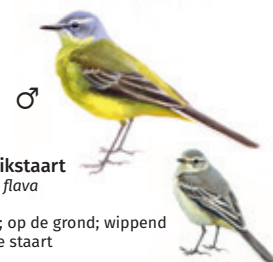 ♂
ikstaart
flava
; op de grond; wippend
e staart